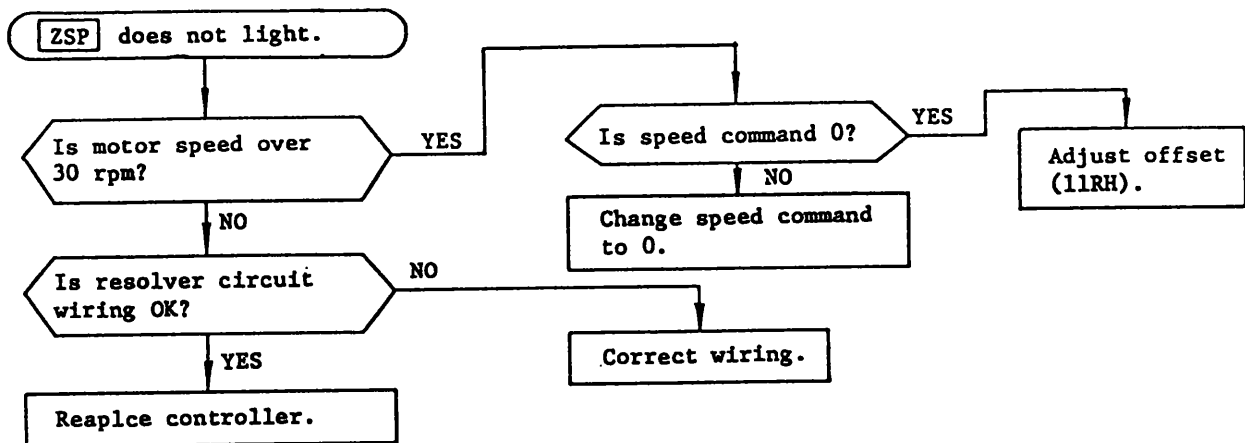 ZSP does not light.
Is motor speed over
30 rpm?
YES
NO
Is speed command 0?
YES
NO
Adjust offset
(11RH).
Change speed command
to 0.
Is resolver circuit
wiring OK?
NO
YES
Correct wiring.
Reaplce controller.